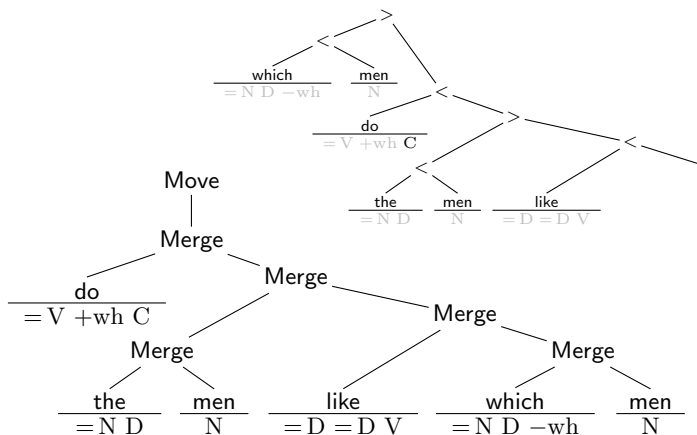 >
<
which men
=N D −wh N
<
do
=V +wh C
>
<
<
the men like
=N D N =D =D V
Move
Merge
Merge
do
=V +wh C
Merge
Merge Merge
the men like which men
=N D N =D =D V =N D −wh N